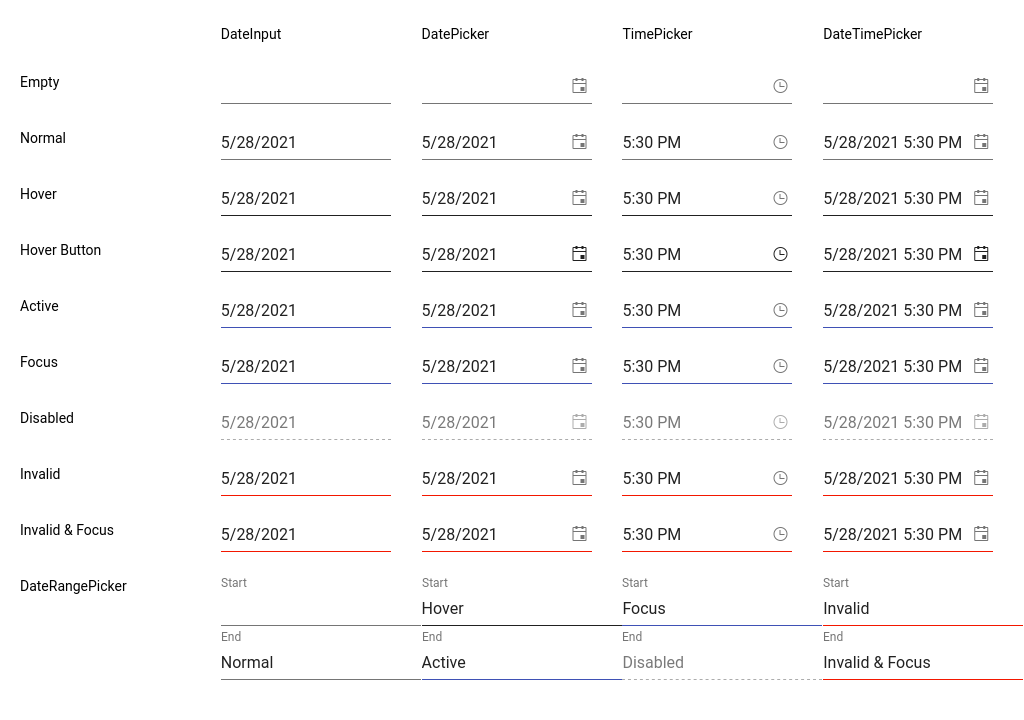 DateInput DatePicker TimePicker DateTimePicker
Empty
Normal 5/28/2021 5/28/2021 5:30 PM 5/28/2021 5:30 PM
Hover 5/28/2021 5/28/2021 5:30 PM 5/28/2021 5:30 PM
Hover Button 5/28/2021 5/28/2021 5:30 PM 5/28/2021 5:30 PM
Active 5/28/2021 5/28/2021 5:30 PM 5/28/2021 5:30 PM
Focus 5/28/2021 5/28/2021 5:30 PM 5/28/2021 5:30 PM
Disabled 5/28/2021 5/28/2021 5:30 PM 5/28/2021 5:30 PM
Invalid 5/28/2021 5/28/2021 5:30 PM 5/28/2021 5:30 PM
Invalid & Focus 5/28/2021 5/28/2021 5:30 PM 5/28/2021 5:30 PM
DateRangePicker Start Start Start Start
Hover Focus Invalid
End End End End
Normal Active Disabled Invalid & Focus